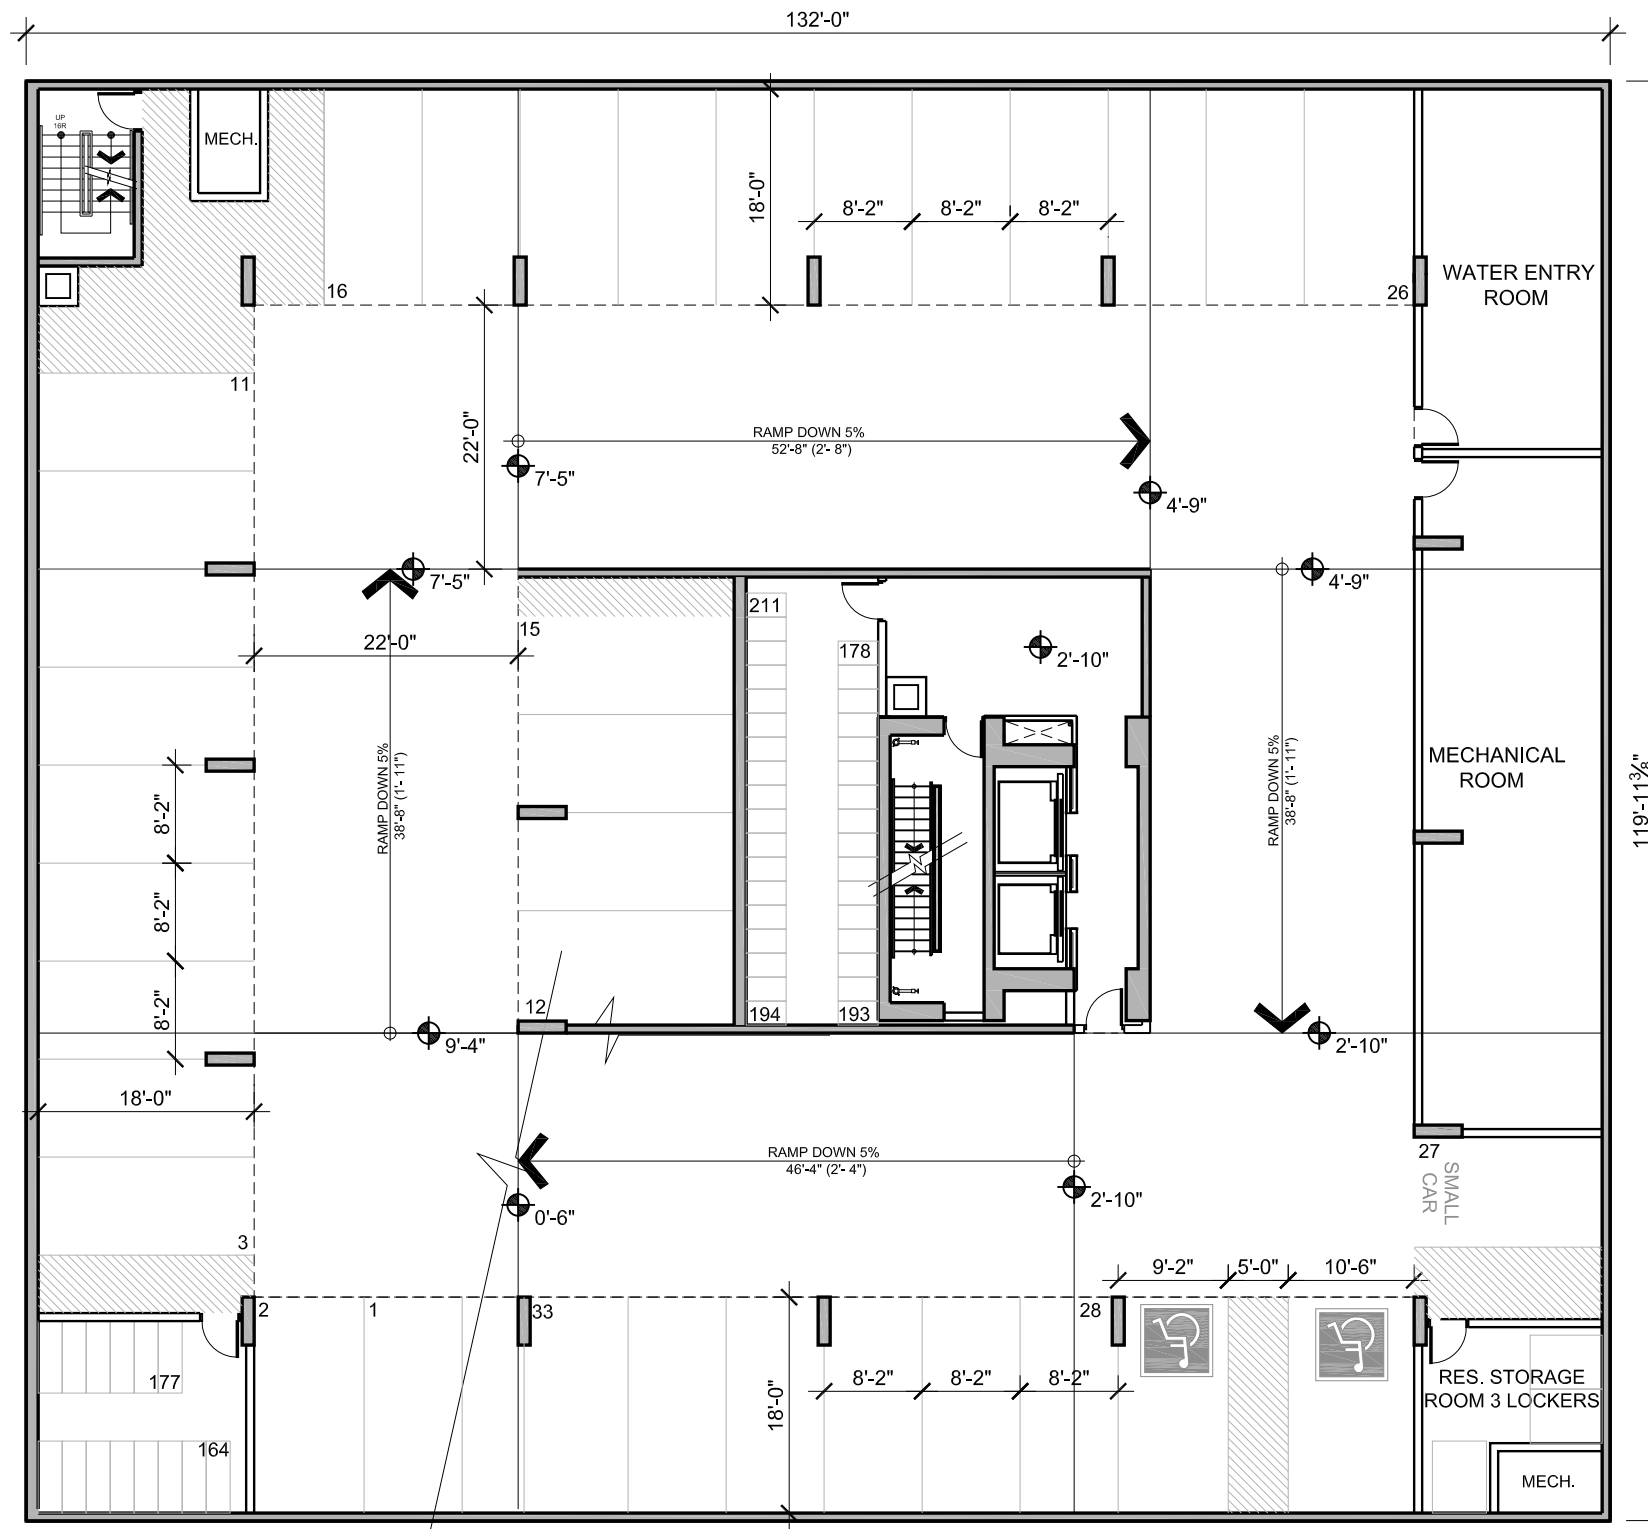 132'-0"
UP
16R
MECH.
18'-0"
8'-2"
8'-2"
8'-2"
WATER ENTRY
ROOM
16
26
11
22'-0"
RAMP DOWN 5%
52'-8" (2'- 8")
7'-5"
4'-9"
7'-5"
4'-9"
22'-0"
15
211
178
2'-10"
RAMP DOWN 5%
38'-8" (1'- 11")
RAMP DOWN 5%
38'-8" (1'- 11")
MECHANICAL
ROOM
119'-11⅜"
8'-2"
8'-2"
8'-2"
12
194
193
9'-4"
2'-10"
18'-0"
RAMP DOWN 5%
46'-4" (2'- 4")
27
SMALL
CAR
2'-10"
0'-6"
3
9'-2"
5'-0"
10'-6"
2
1
33
28
177
18'-0"
8'-2"
8'-2"
8'-2"
RES. STORAGE
ROOM 3 LOCKERS
164
MECH.